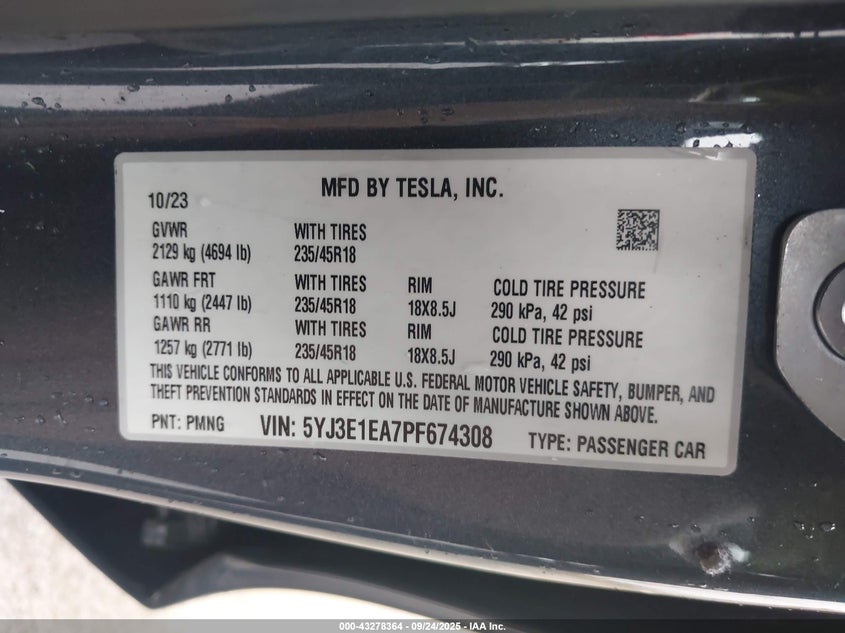 MFD BY TESLA, INC.
10/23
GVWR WITH TIRES
2129 kg (4694 lb) 235/45R18
GAWR FRT WITH TIRES RIM COLD TIRE PRESSURE
1110 kg (2447 lb) 235/45R18 18X8.5J 290 kPa, 42 psi
GAWR RR WITH TIRES RIM COLD TIRE PRESSURE
1257 kg (2771 lb) 235/45R18 18X8.5J 290 kPa, 42 psi
THIS VEHICLE CONFORMS TO ALL APPLICABLE U.S. FEDERAL MOTOR VEHICLE SAFETY, BUMPER, AND
THEFT PREVENTION STANDARDS IN EFFECT ON THE DATE OF MANUFACTURE SHOWN ABOVE.
PNT: PMNG VIN: 5YJ3E1EA7PF674308 TYPE: PASSENGER CAR
000-43278364 - 09/24/2025 - IAA